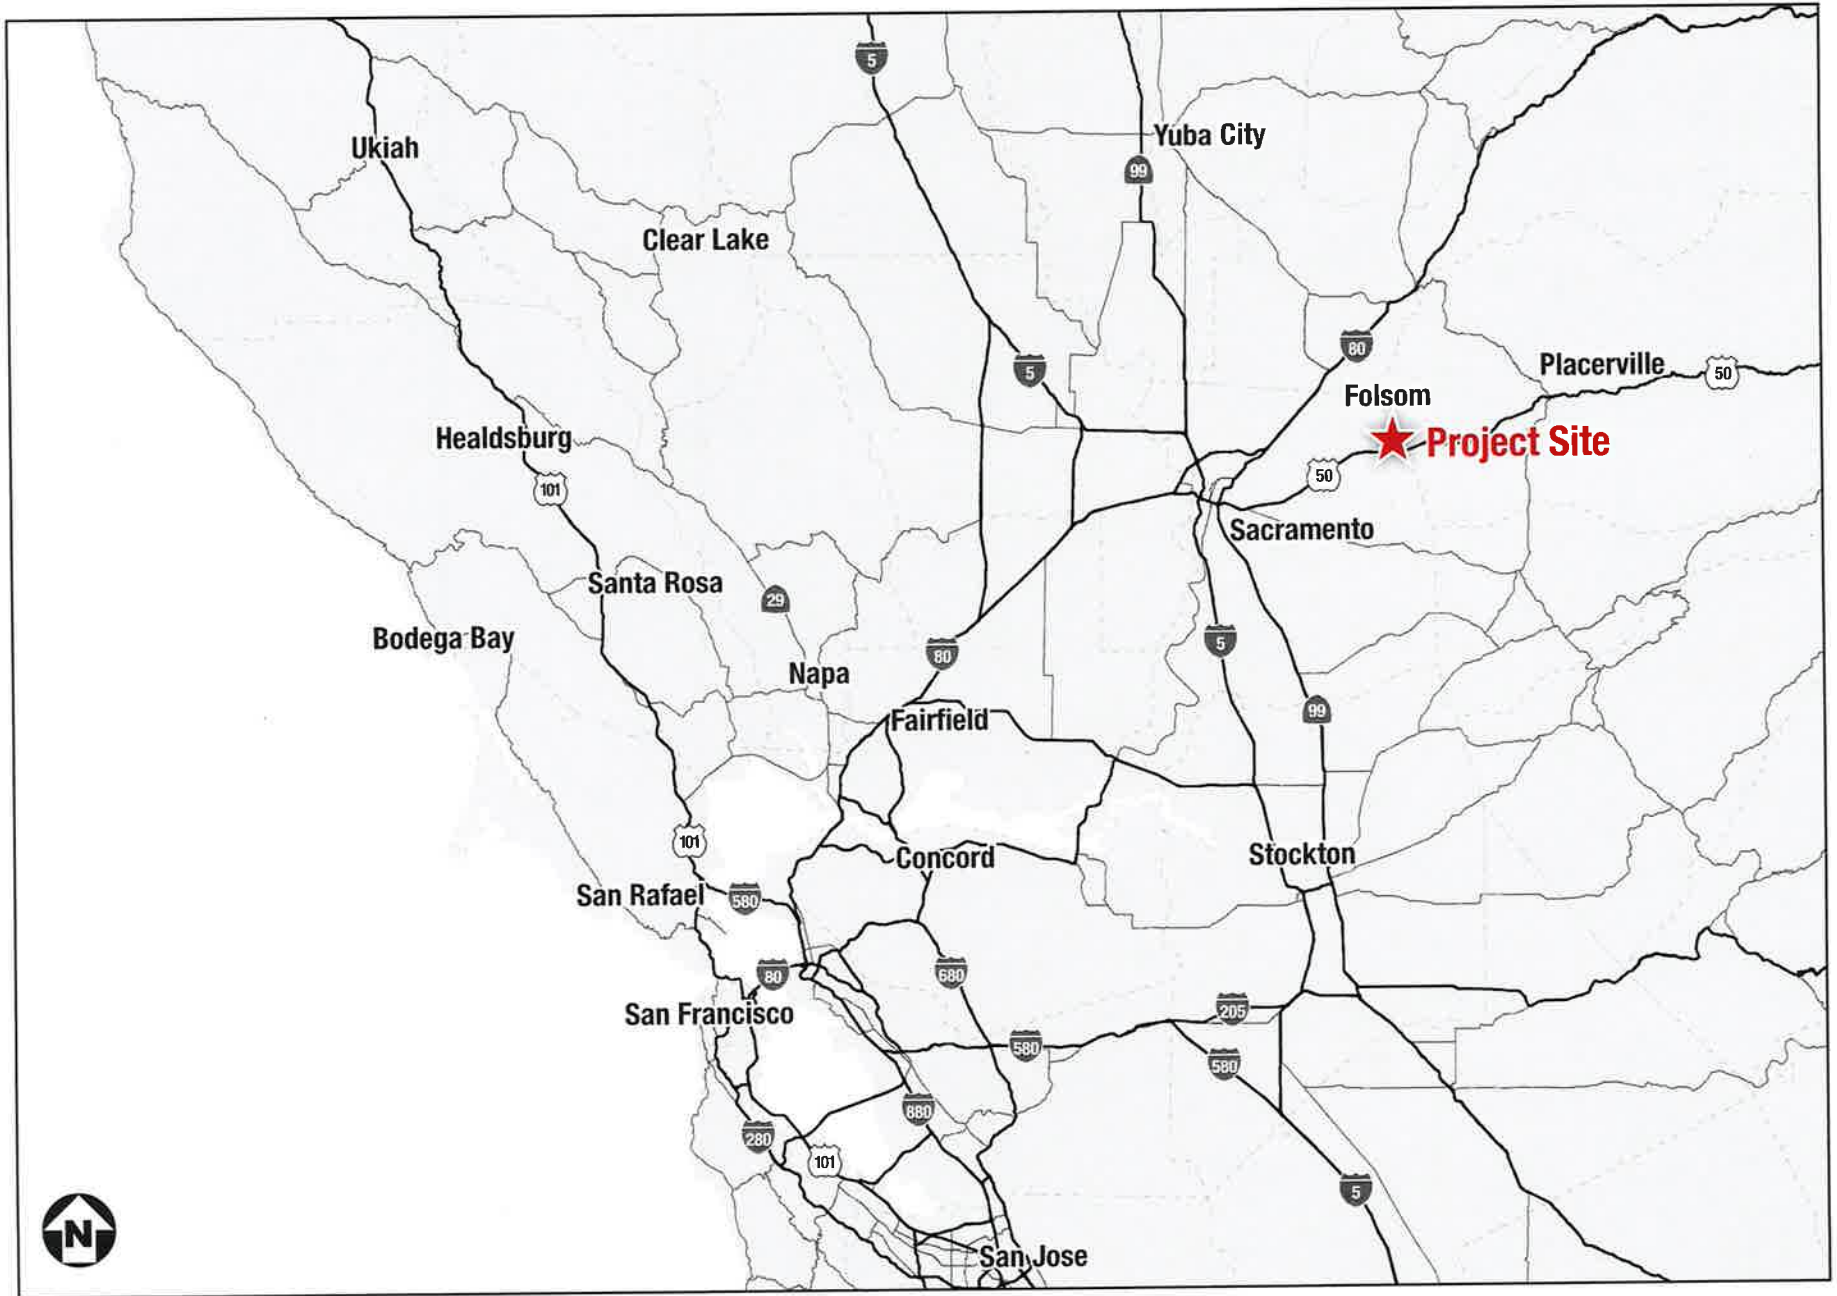 5
Yuba City
Ukiah
99
Clear Lake
80
5
Placerville
50
Folsom
Project Site
Healdsburg
50
101
Sacramento
Santa Rosa
29
Bodega Bay
5
80
Napa
99
Fairfield
101
Concord
Stockton
San Rafael
580
80
680
205
San Francisco
580
580
880
280
101
5
N
San Jose